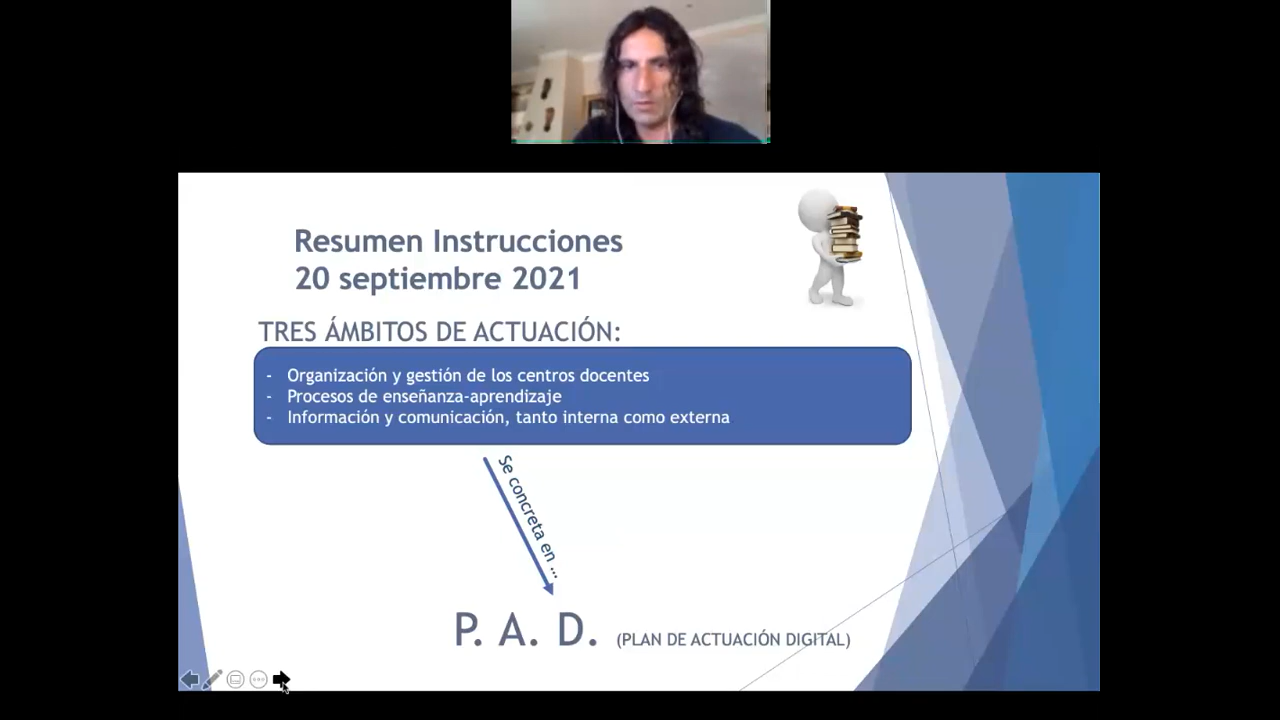 Resumen Instrucciones
20 septiembre 2021
TRES ÁMBITOS DE ACTUACIÓN:
- Organización y gestión de los centros docentes
- Procesos de enseñanza-aprendizaje
- Información y comunicación, tanto interna como externa
Se concreta en ...
P. A. D. (PLAN DE ACTUACIÓN DIGITAL)